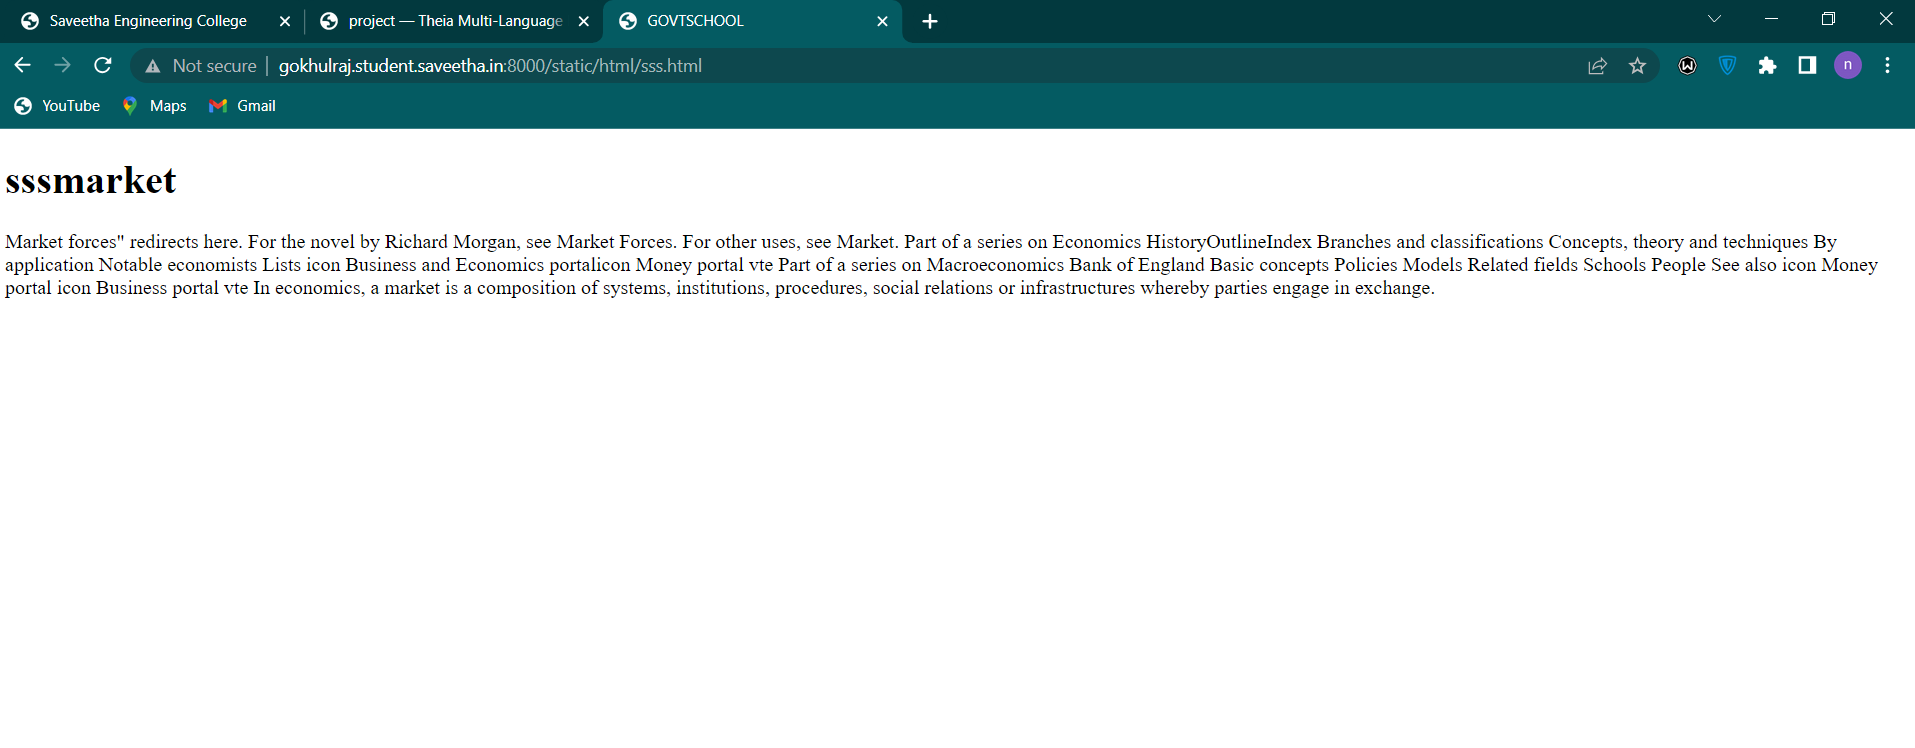 Saveetha Engineering College
project — Theia Multi-Language
GOVTSCHOOL
Not secure
gokhulraj.student.saveetha.in:8000/static/html/sss.html
n
YouTube
Maps
Gmail
sssmarket
Market forces" redirects here. For the novel by Richard Morgan, see Market Forces. For other uses, see Market. Part of a series on Economics HistoryOutlineIndex Branches and classifications Concepts, theory and techniques By
application Notable economists Lists icon Business and Economics portalicon Money portal vte Part of a series on Macroeconomics Bank of England Basic concepts Policies Models Related fields Schools People See also icon Money
portal icon Business portal vte In economics, a market is a composition of systems, institutions, procedures, social relations or infrastructures whereby parties engage in exchange.